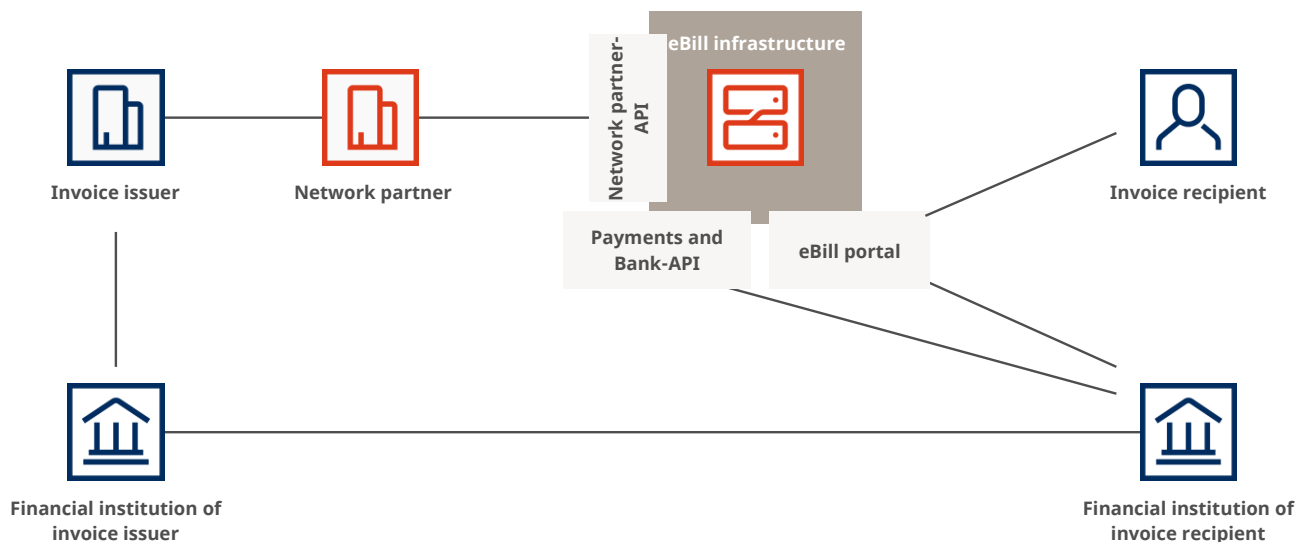 eBill infrastructure
Network partner-
API
Invoice issuer
Network partner
Invoice recipient
Payments and
Bank-API
eBill portal
Financial institution of
invoice issuer
Financial institution of
invoice recipient